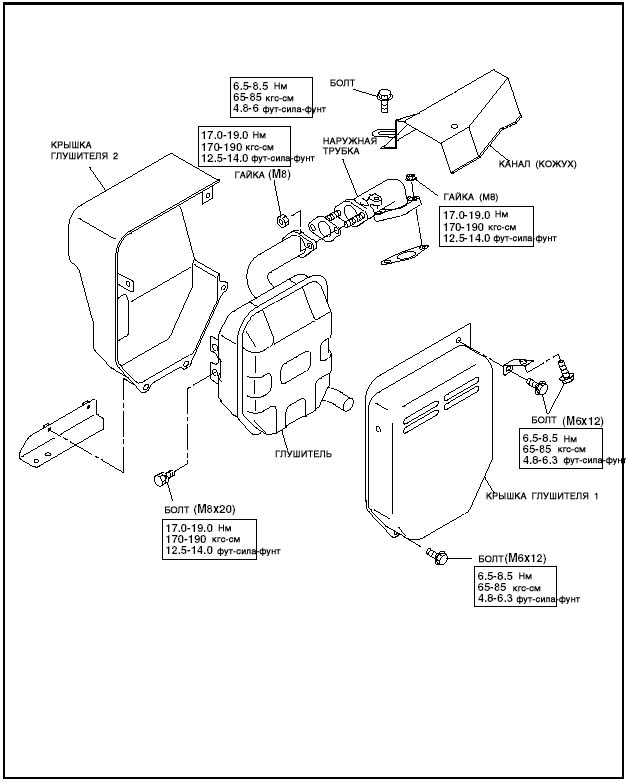 6.5-8.5 Нм
65-85 кгс-см
4.8-6 фут-сила-фунт
БОЛТ
17.0-19.0 Нм
170-190 кгс-см
12.5-14.0 фут-сила-фунт
НАРУЖНАЯ
ТРУБКА
КРЫШКА
ГЛУШИТЕЛЯ 2
ГАЙКА (M8)
КАНАЛ (КОЖУХ)
ГАЙКА (M8)
17.0-19.0 Нм
170-190 кгс-см
12.5-14.0 фут-сила-фунт
БОЛТ (M6x12)
6.5-8.5 Нм
65-85 кгс-см
4.8-6.3 фут-сила-фунт
ГЛУШИТЕЛЬ
КРЫШКА ГЛУШИТЕЛЯ 1
БОЛТ (M8x20)
17.0-19.0 Нм
170-190 кгс-см
12.5-14.0 фут-сила-фунт
БОЛТ(M6x12)
6.5-8.5 Нм
65-85 кгс-см
4.8-6.3 фут-сила-фунт